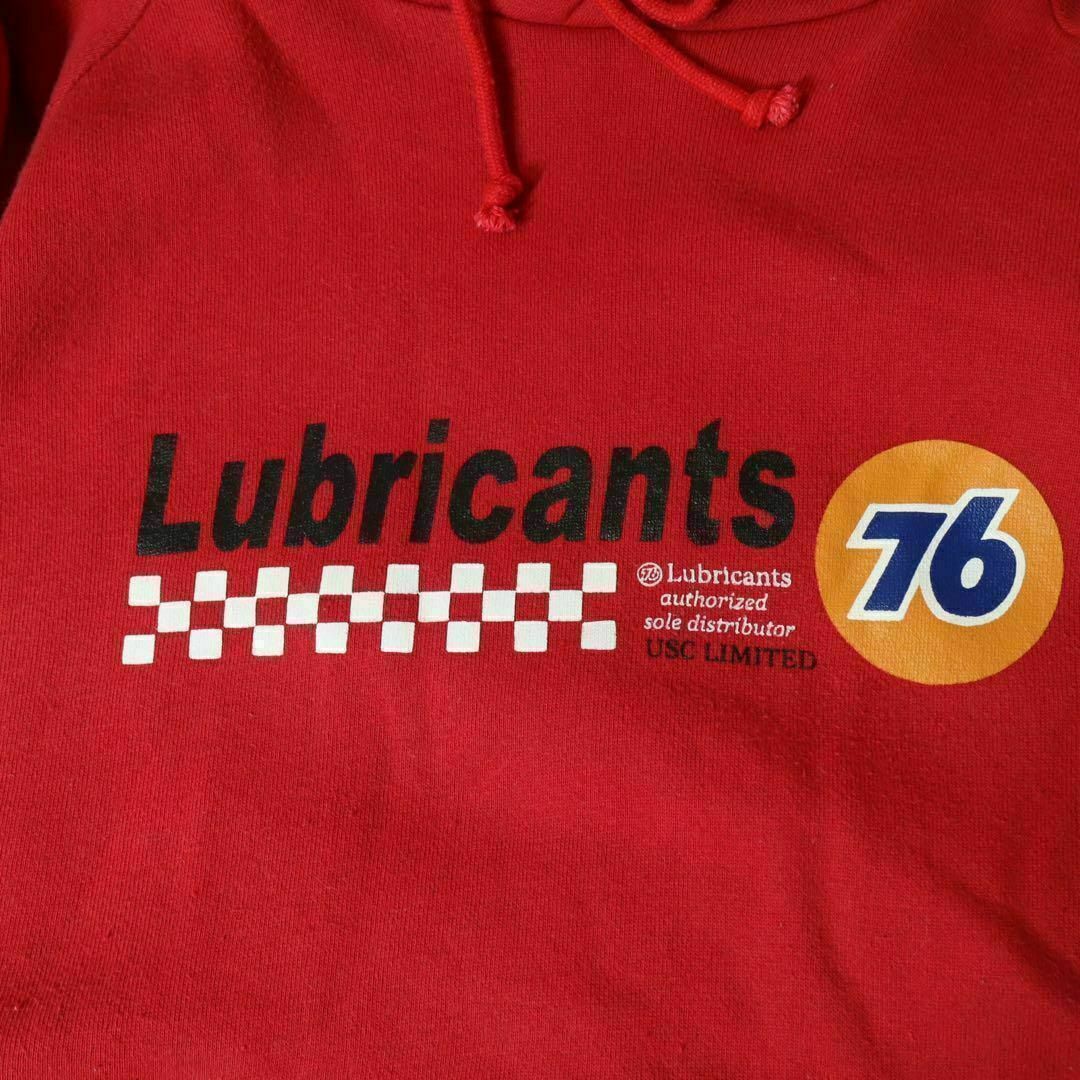 Lubricants
76
76 Lubricants
authorized
sole distributor
USC LIMITED